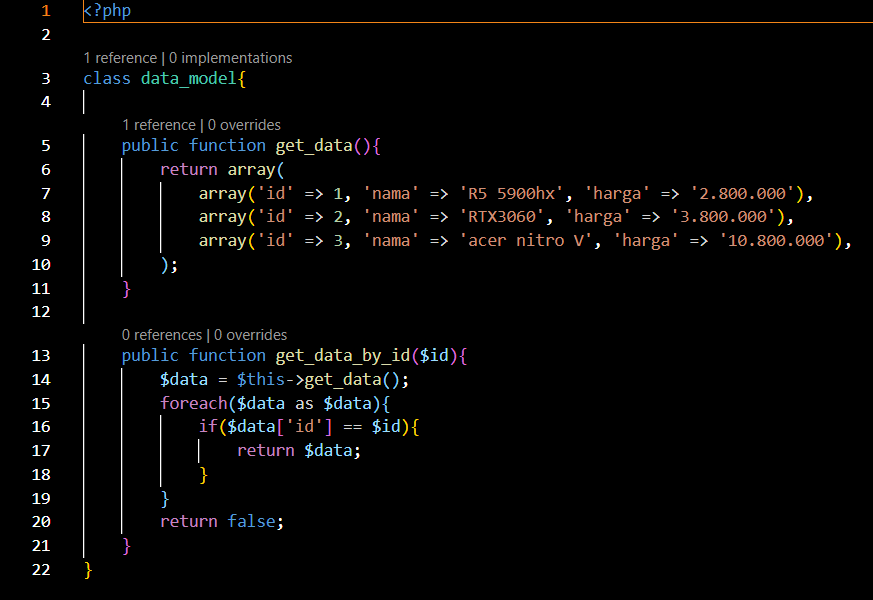 1 <?php
2
1 reference | 0 implementations
3 class data_model{
4
1 reference | 0 overrides
5 public function get_data(){
6 return array(
7 array('id' => 1, 'nama' => 'R5 5900hx', 'harga' => '2.800.000'),
8 array('id' => 2, 'nama' => 'RTX3060', 'harga' => '3.800.000'),
9 array('id' => 3, 'nama' => 'acer nitro V', 'harga' => '10.800.000'),
10 );
11 }
12
0 references | 0 overrides
13 public function get_data_by_id($id){
14 $data = $this->get_data();
15 foreach($data as $data){
16 if($data['id'] == $id){
17 return $data;
18 }
19 }
20 return false;
21 }
22 }